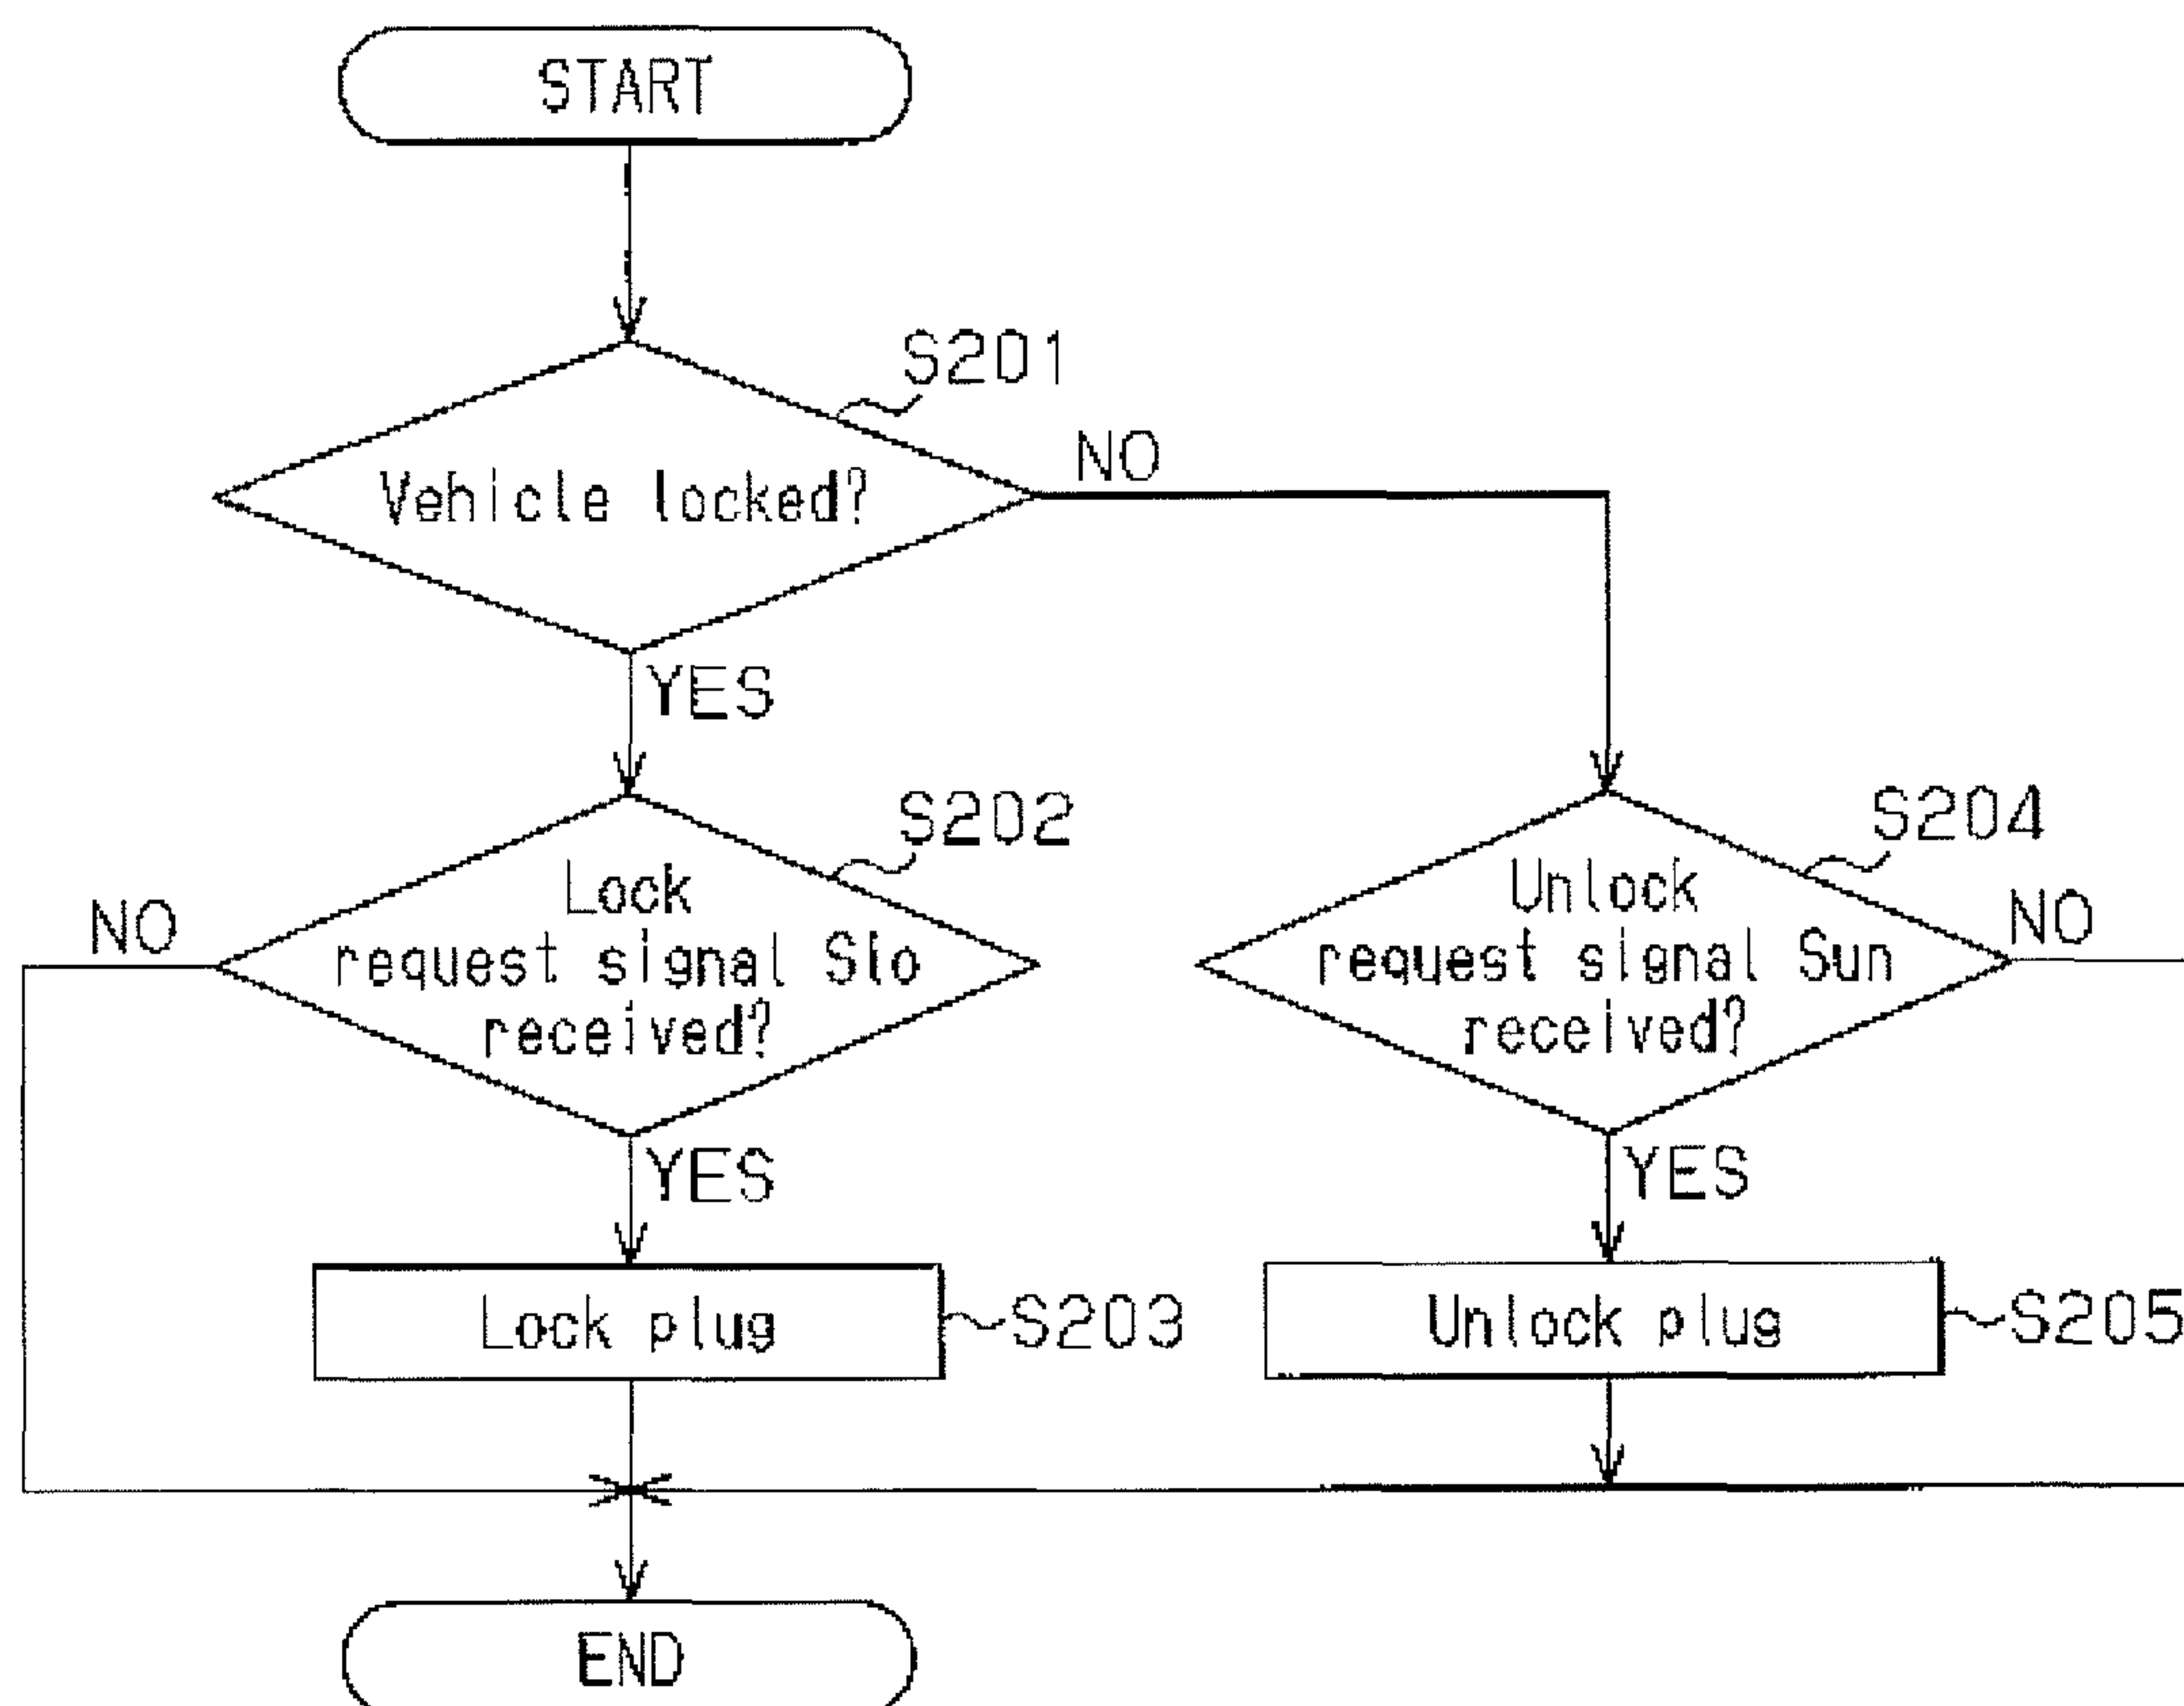 START
S201
Vehicle locked?
NO
YES
S202
Lock
request signal Slo
received?
NO
YES
S204
Unlock
request signal Sun
received?
NO
YES
Lock plug
S203
Unlock plug
S205
END